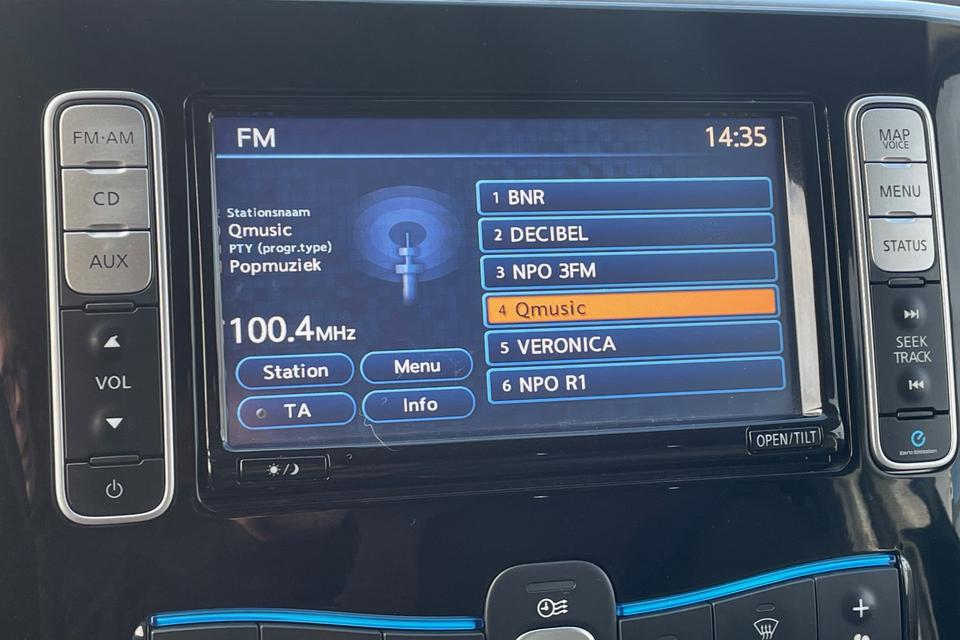 FM·AM
CD
AUX
VOL
FM
14:35
Stationsnaam
Qmusic
PTY (progr.type)
Popmuziek
100.4MHz
Station
Menu
TA
Info
1 BNR
2 DECIBEL
3 NPO 3FM
4 Qmusic
5 VERONICA
6 NPO R1
OPEN/TILT
MAP
VOICE
MENU
STATUS
SEEK
TRACK
Zero Emission